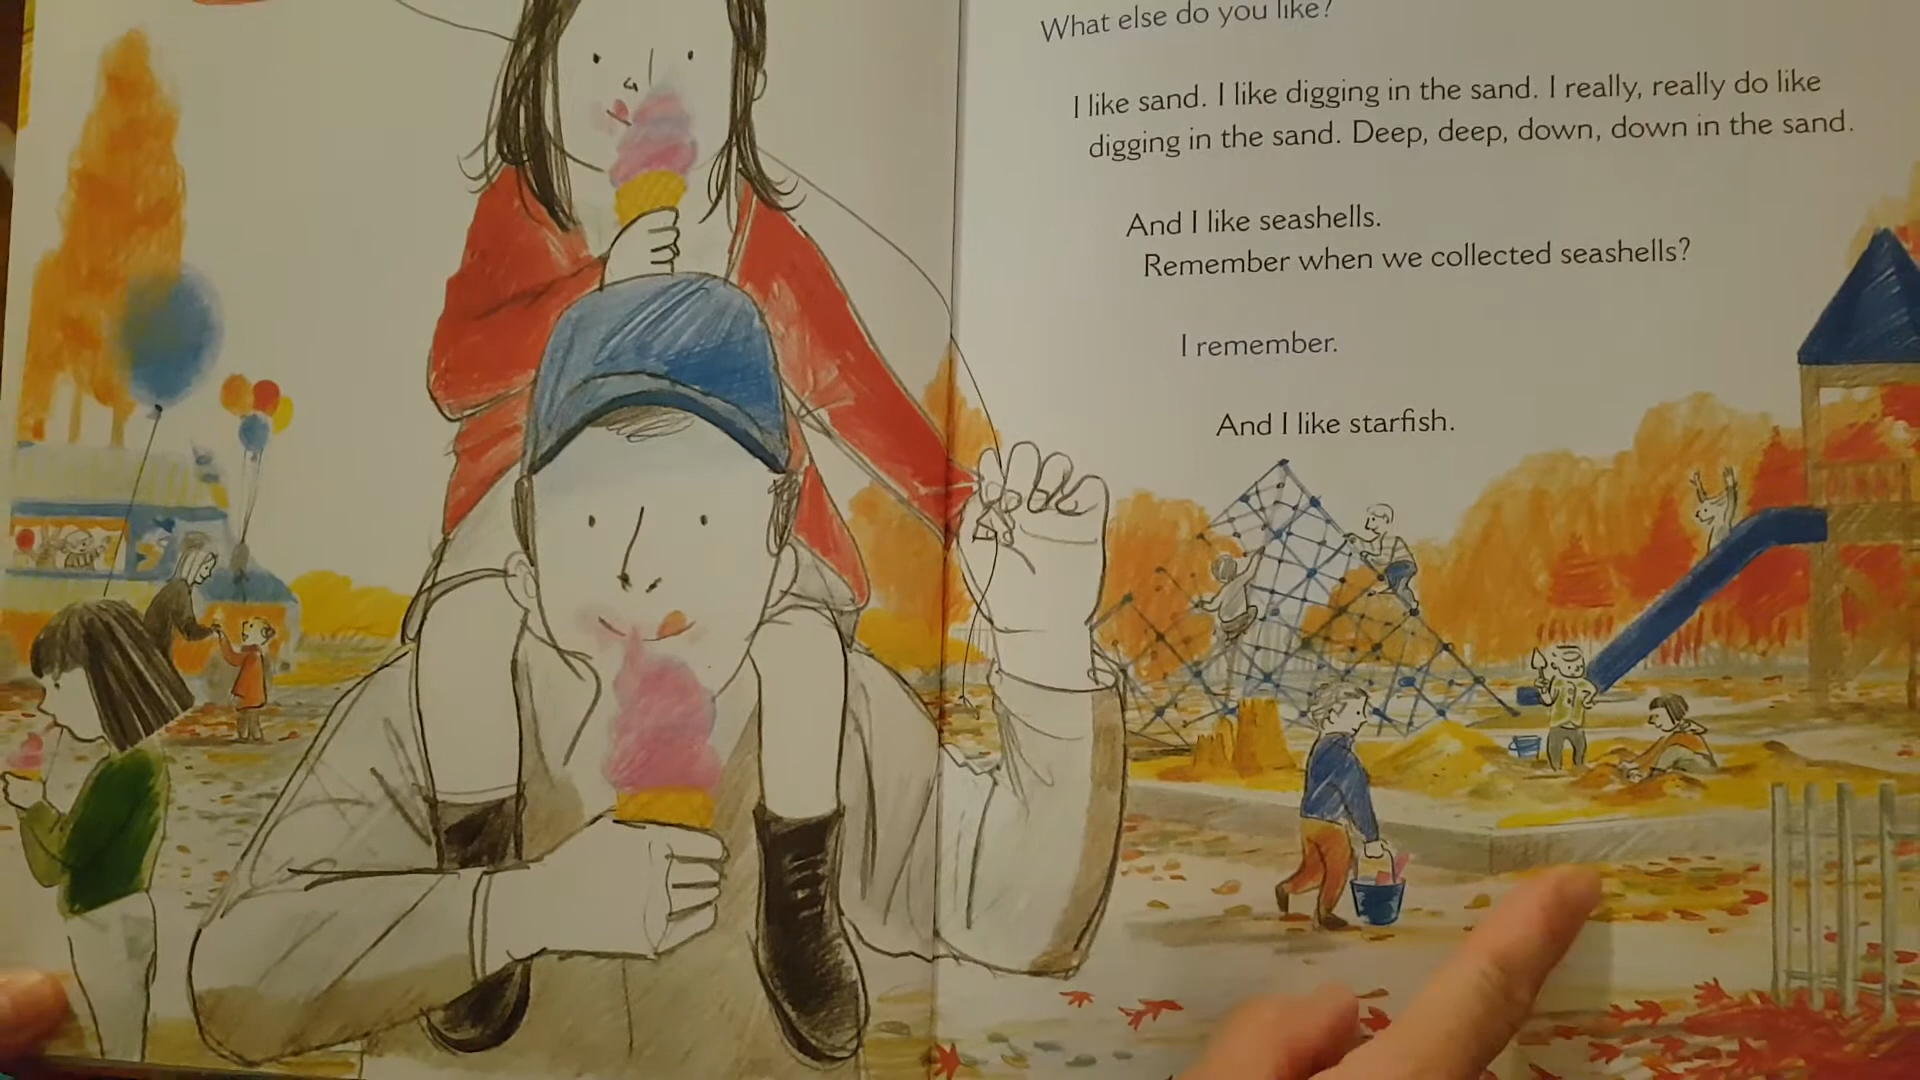 What else do you like?
I like sand. I like digging in the sand. I really, really do like
digging in the sand. Deep, deep, down, down in the sand.
And I like seashells.
Remember when we collected seashells?
I remember.
And I like starfish.